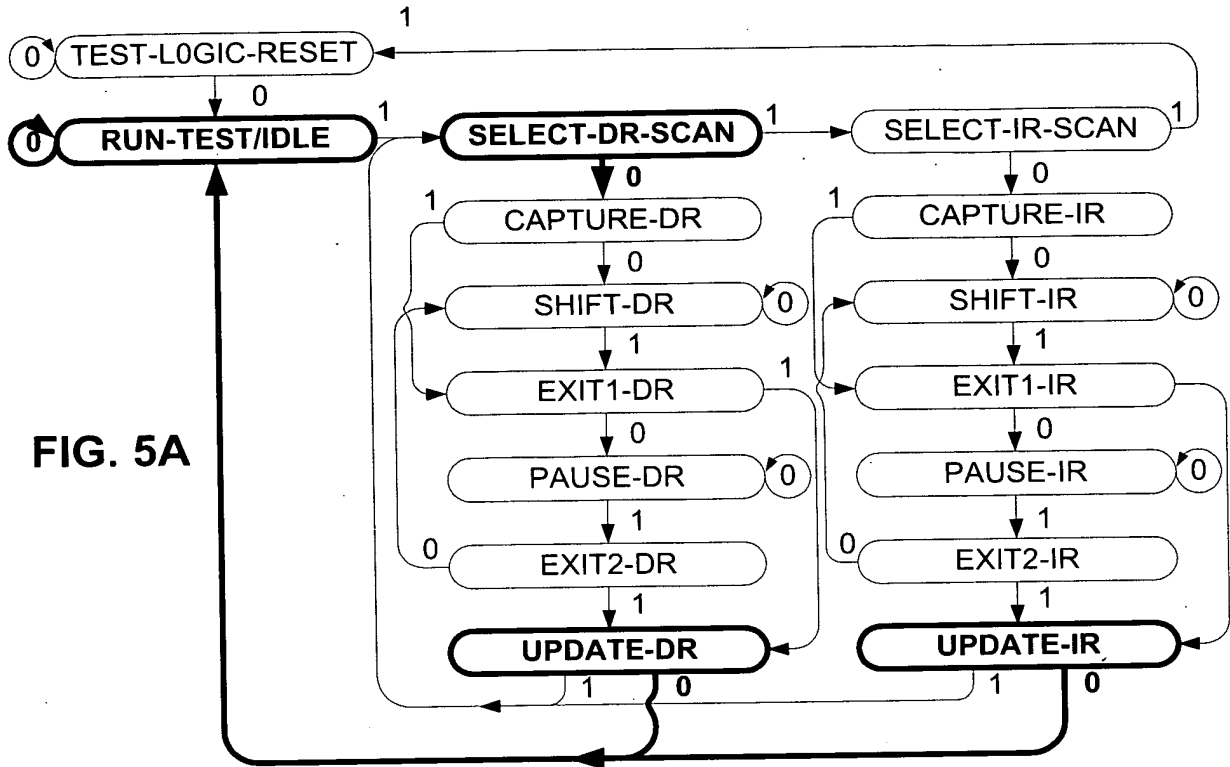 1
0 TEST-L0GIC-RESET
0
0 RUN-TEST/IDLE 1 SELECT-DR-SCAN 1 SELECT-IR-SCAN 1
0 0
1 CAPTURE-DR 1 CAPTURE-IR
0 0
SHIFT-DR 0 SHIFT-IR 0
1 1
EXIT1-DR 1 EXIT1-IR
0 0
FIG. 5A
PAUSE-DR 0 PAUSE-IR 0
1 1
0 EXIT2-DR 0 EXIT2-IR
1 1
UPDATE-DR UPDATE-IR
1 0 1 0